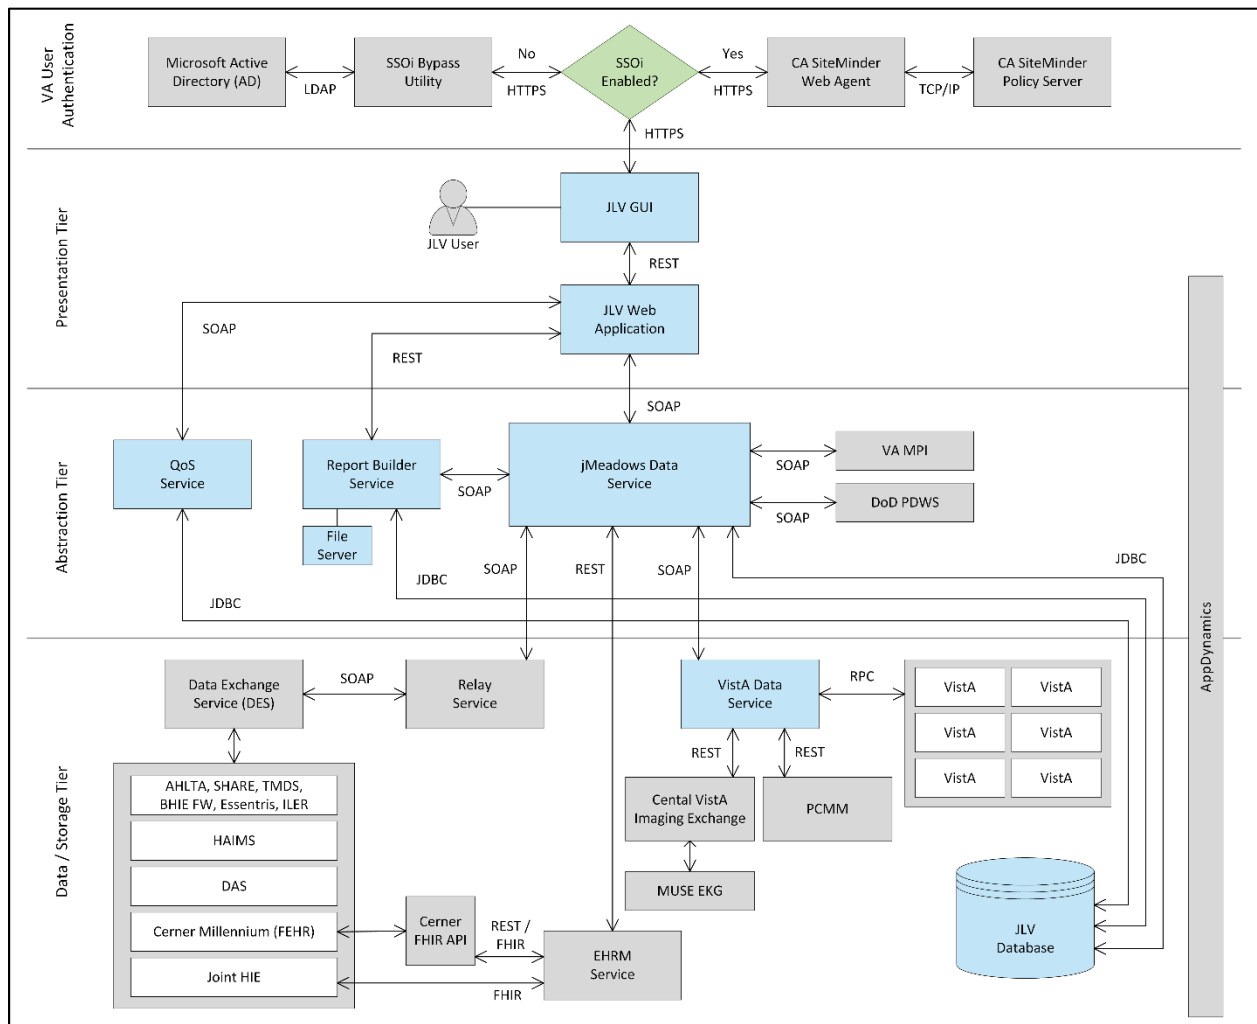 VA User
Authentication
Microsoft Active
Directory (AD)
LDAP
SSOi Bypass
Utility
No
HTTPS
SSOi
Enabled?
Yes
HTTPS
CA SiteMinder
Web Agent
TCP/IP
CA SiteMinder
Policy Server
HTTPS
Presentation Tier
JLV User
JLV GUI
REST
JLV Web
Application
SOAP
REST
SOAP
Abstraction Tier
QoS
Service
Report Builder
Service
File
Server
SOAP
jMeadows Data
Service
SOAP
VA MPI
SOAP
DoD PDWS
SOAP
REST
SOAP
JDBC
JDBC
JDBC
AppDynamics
Data / Storage Tier
Data Exchange
Service (DES)
SOAP
Relay
Service
VistA Data
Service
RPC
VistA
VistA
VistA
VistA
VistA
VistA
REST
REST
Cental VistA
Imaging Exchange
PCMM
MUSE EKG
AHLTA, SHARE, TMDS,
BHIE FW, Essentris, ILER
HAIMS
DAS
Cerner Millennium (FEHR)
Joint HIE
Cerner
FHIR API
REST /
FHIR
FHIR
EHRM
Service
JLV
Database